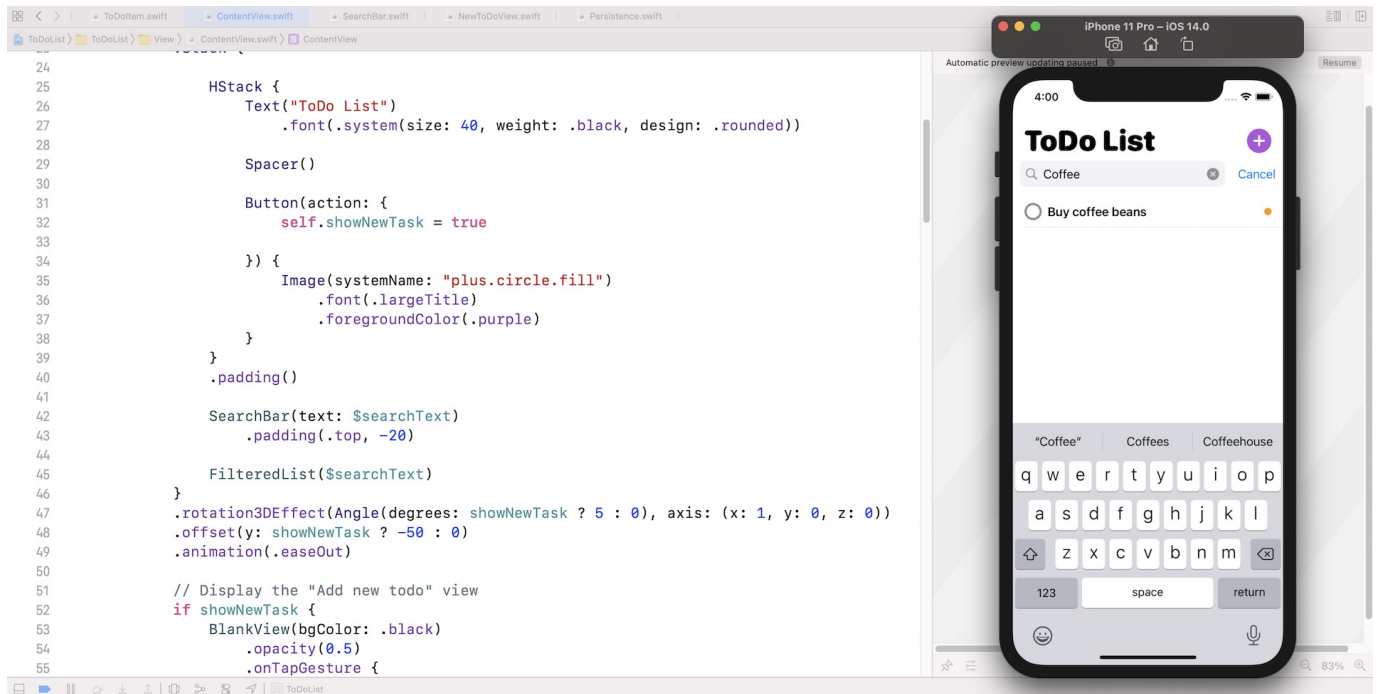 ToDoItem.swift
ContentView.swift
SearchBar.swift
NewToDoView.swift
Persistence.swift
ToDoList
ToDoList
View
ContentView.swift
ContentView
24
25 HStack {
26 Text("ToDo List")
27 .font(.system(size: 40, weight: .black, design: .rounded))
28
29 Spacer()
30
31 Button(action: {
32 self.showNewTask = true
33
34 }) {
35 Image(systemName: "plus.circle.fill")
36 .font(.largeTitle)
37 .foregroundColor(.purple)
38 }
39 }
40 .padding()
41
42 SearchBar(text: $searchText)
43 .padding(.top, -20)
44
45 FilteredList($searchText)
46 }
47 .rotation3DEffect(Angle(degrees: showNewTask ? 5 : 0), axis: (x: 1, y: 0, z: 0))
48 .offset(y: showNewTask ? -50 : 0)
49 .animation(.easeOut)
50
51 // Display the "Add new todo" view
52 if showNewTask {
53 BlankView(bgColor: .black)
54 .opacity(0.5)
55 .onTapGesture {
ToDoList
iPhone 11 Pro – iOS 14.0
Automatic preview updating paused
Resume
4:00
ToDo List
Coffee
Cancel
Buy coffee beans
“Coffee” Coffees Coffeehouse
q w e r t y u i o p
a s d f g h j k l
z x c v b n m
123 space return
83%